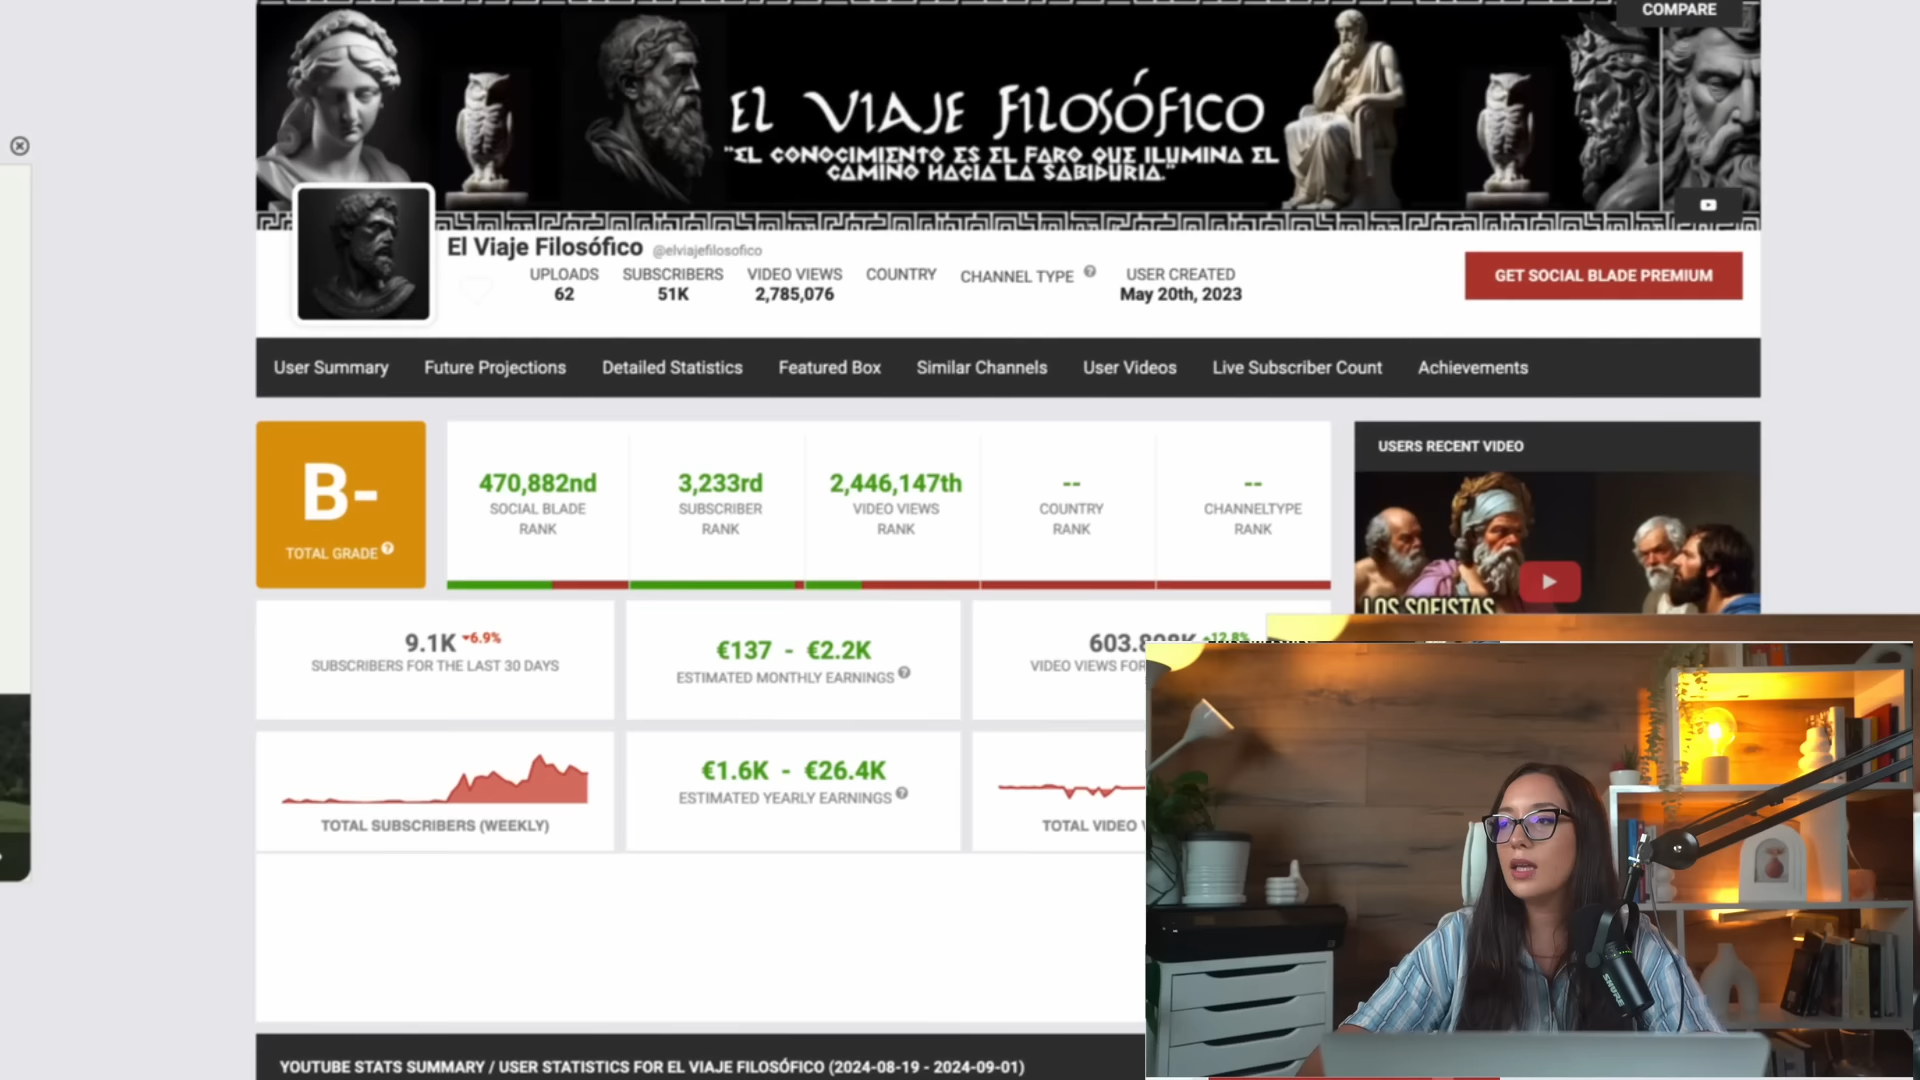 COMPARE
EL VIAJE FILOSÓFICO
"EL CONOCIMIENTO ES EL FARO QUE ILUMINA EL
CAMINO HACIA LA SABIDURIA."
El Viaje Filosófico @elviajefilosofico
UPLOADS SUBSCRIBERS VIDEO VIEWS COUNTRY CHANNEL TYPE USER CREATED
62 51K 2,785,076 May 20th, 2023
GET SOCIAL BLADE PREMIUM
User Summary Future Projections Detailed Statistics Featured Box Similar Channels User Videos Live Subscriber Count Achievements
B-
TOTAL GRADE
470,882nd 3,233rd 2,446,147th -- --
SOCIAL BLADE SUBSCRIBER VIDEO VIEWS COUNTRY CHANNELTYPE
RANK RANK RANK RANK RANK
USERS RECENT VIDEO
LOS SOFISTAS
9.1K -6.9%
SUBSCRIBERS FOR THE LAST 30 DAYS
€137 - €2.2K
ESTIMATED MONTHLY EARNINGS
+12.8%
VIDEO VIEWS FOR
TOTAL SUBSCRIBERS (WEEKLY)
€1.6K - €26.4K
ESTIMATED YEARLY EARNINGS
TOTAL VIDEO
YOUTUBE STATS SUMMARY / USER STATISTICS FOR EL VIAJE FILOSÓFICO (2024-08-19 - 2024-09-01)
SHURE